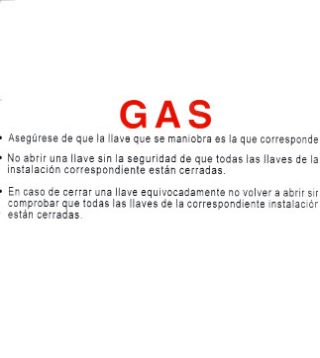 GAS
• Asegúrese de que la llave que se maniobra es la que corresponde
• No abrir una llave sin la seguridad de que todas las llaves de la
instalación correspondiente están cerradas.
• En caso de cerrar una llave equivocadamente no volver a abrir sin
comprobar que todas las llaves de la correspondiente instalación
están cerradas.